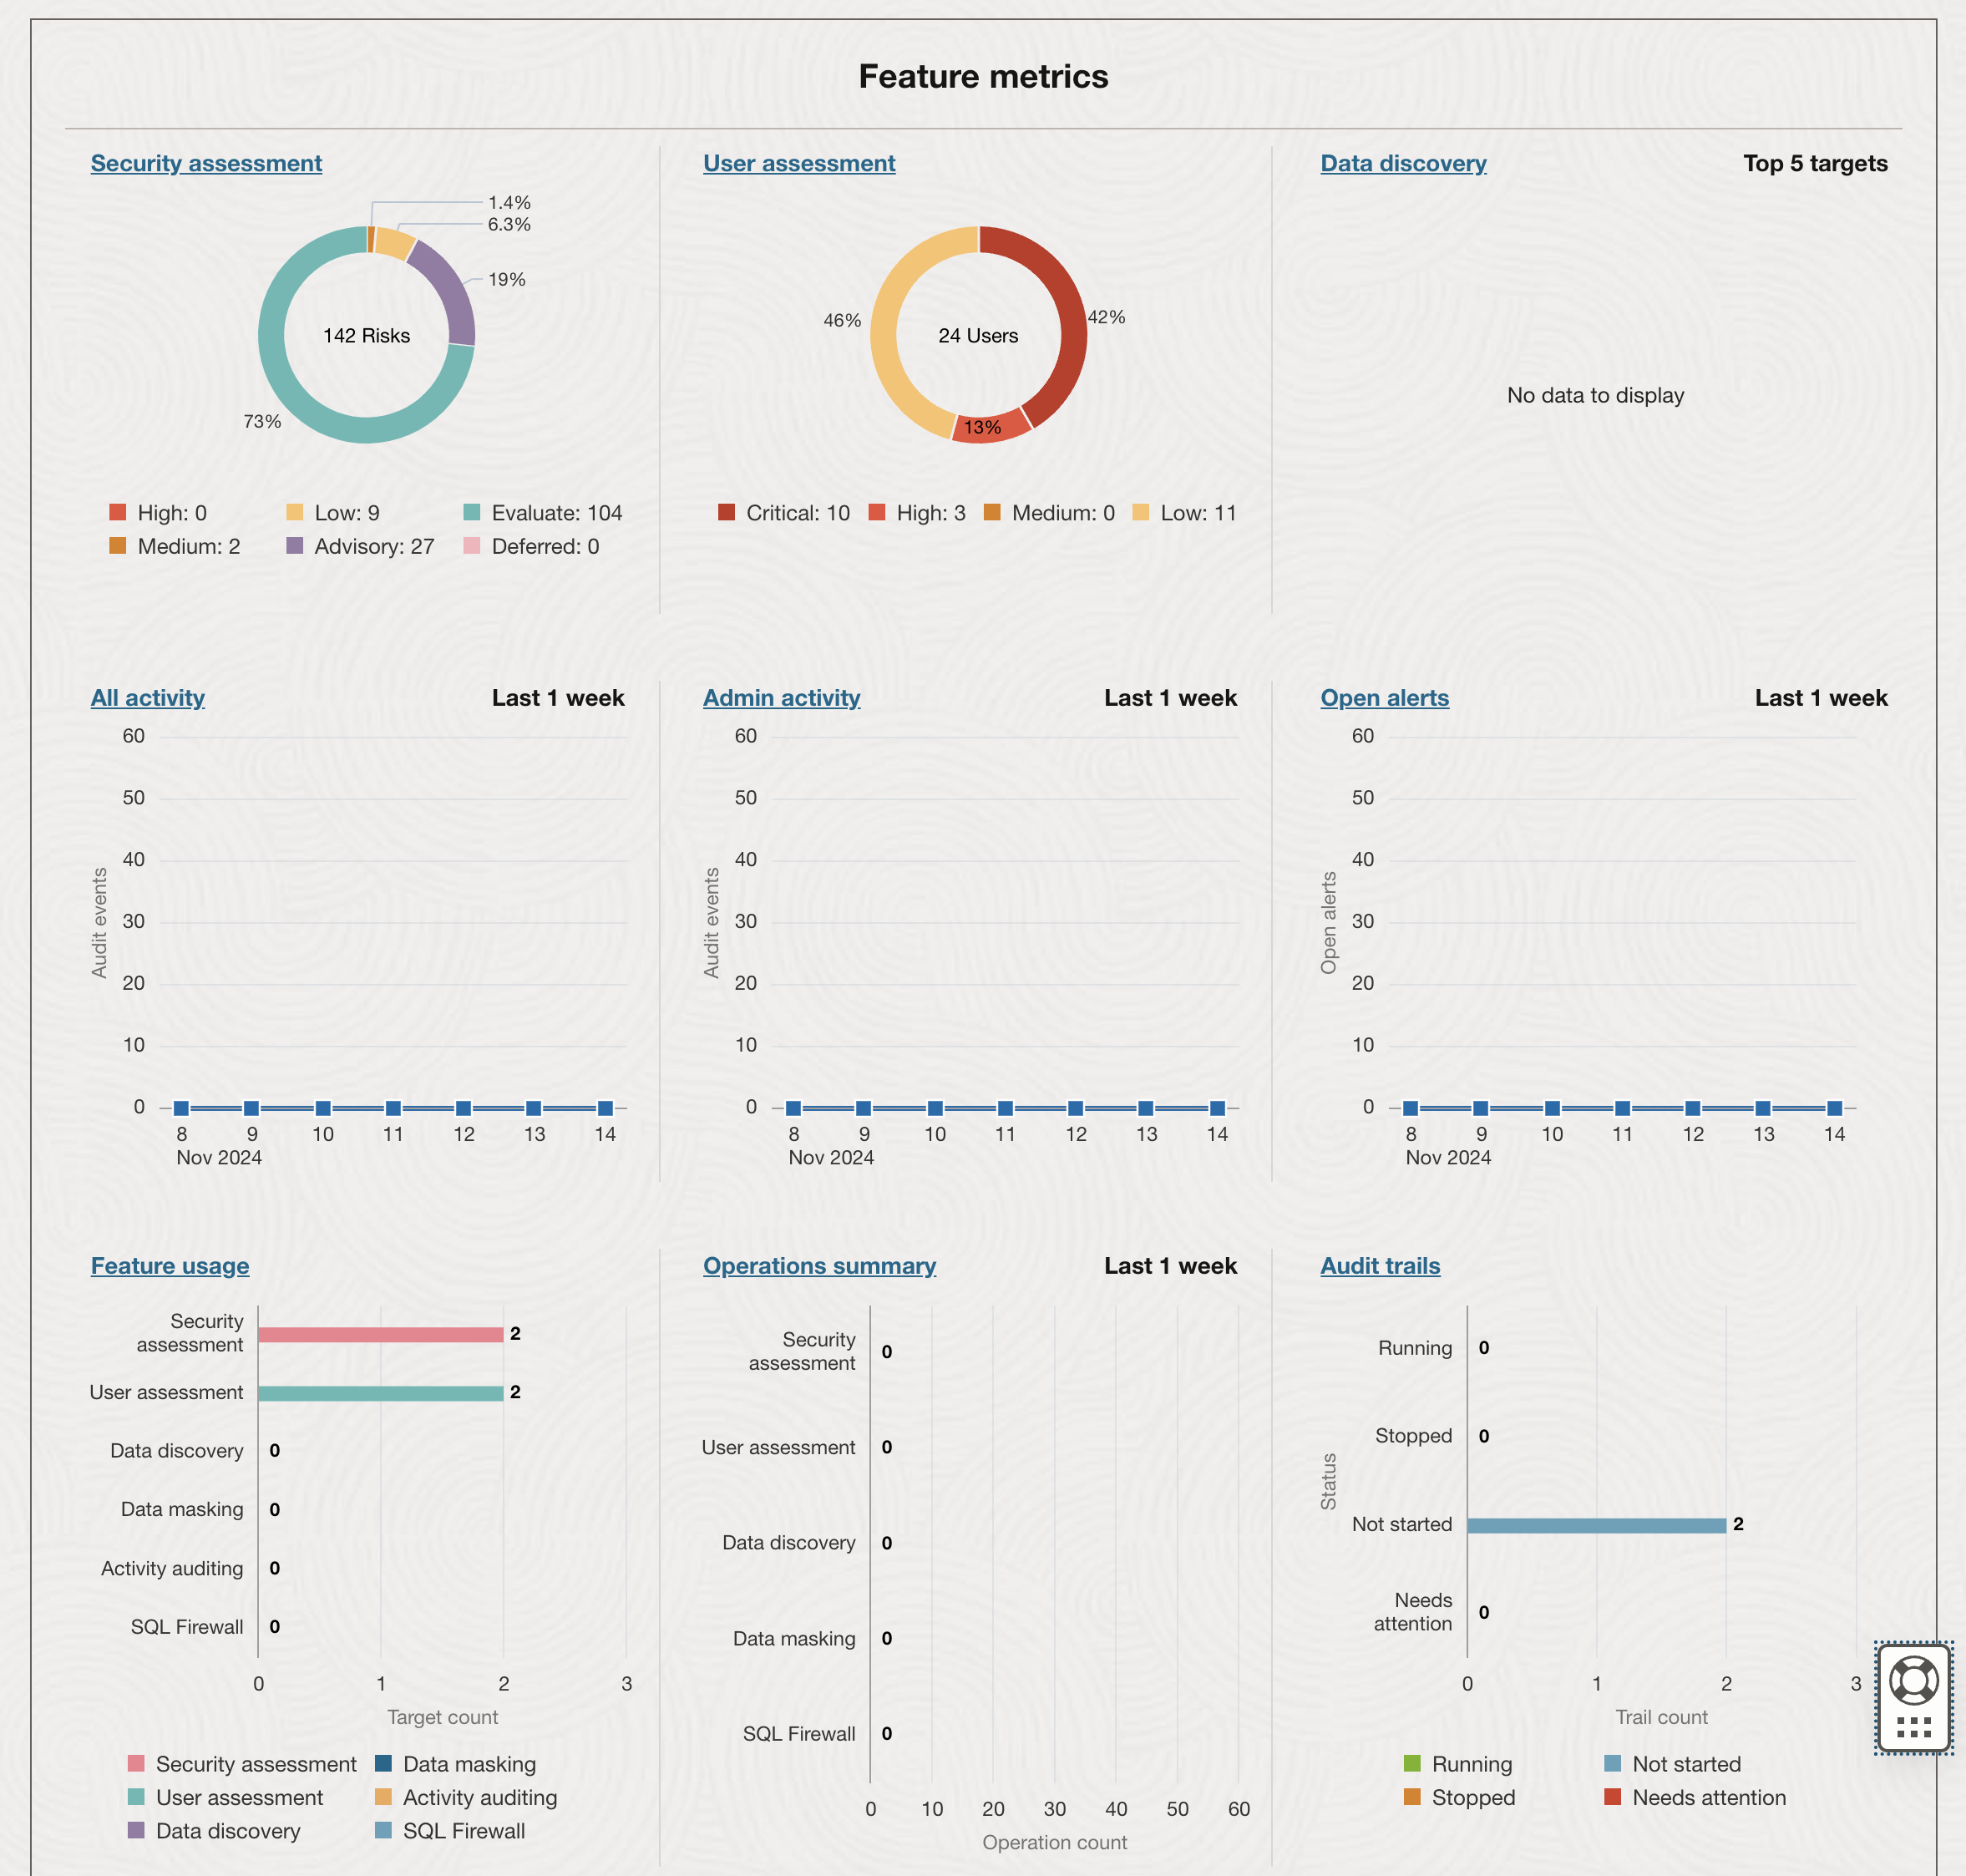 Feature metrics
Security assessment
1.4%
6.3%
19%
142 Risks
73%
High: 0
Low: 9
Evaluate: 104
Medium: 2
Advisory: 27
Deferred: 0
User assessment
46%
42%
24 Users
13%
Critical: 10
High: 3
Medium: 0
Low: 11
Data discovery
Top 5 targets
No data to display
All activity
Last 1 week
60
50
40
30
20
10
0
Audit events
8
9
10
11
12
13
14
Nov 2024
Admin activity
Last 1 week
60
50
40
30
20
10
0
Audit events
8
9
10
11
12
13
14
Nov 2024
Open alerts
Last 1 week
60
50
40
30
20
10
0
Open alerts
8
9
10
11
12
13
14
Nov 2024
Feature usage
Security
assessment
2
User assessment
2
Data discovery
0
Data masking
0
Activity auditing
0
SQL Firewall
0
0
1
2
3
Target count
Security assessment
Data masking
User assessment
Activity auditing
Data discovery
SQL Firewall
Operations summary
Last 1 week
Security
assessment
0
User assessment
0
Data discovery
0
Data masking
0
SQL Firewall
0
0
10
20
30
40
50
60
Operation count
Audit trails
Status
Running
0
Stopped
0
Not started
2
Needs
attention
0
0
1
2
3
Trail count
Running
Not started
Stopped
Needs attention